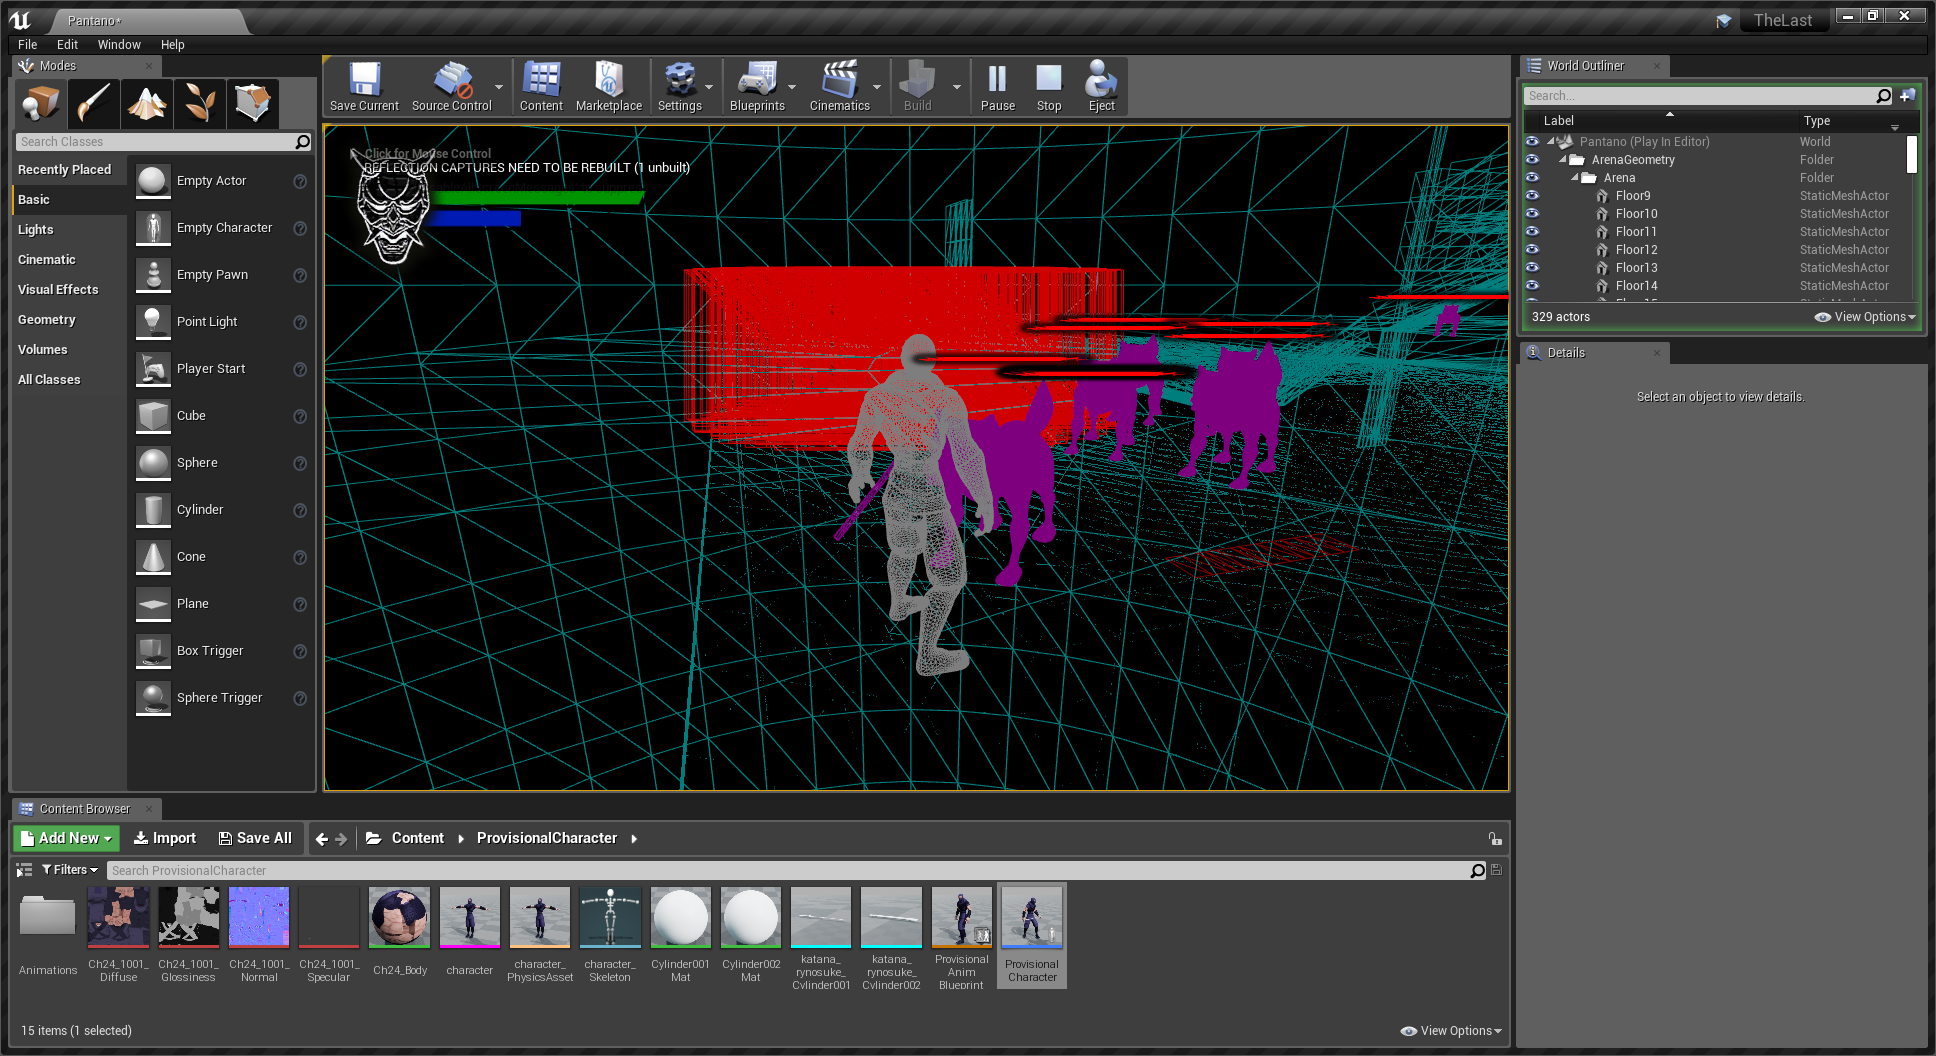 Pantano*
TheLast
File Edit Window Help
Modes
Search Classes
Recently Placed
Basic
Lights
Cinematic
Visual Effects
Geometry
Volumes
All Classes
Empty Actor
Empty Character
Empty Pawn
Point Light
Player Start
Cube
Sphere
Cylinder
Cone
Plane
Box Trigger
Sphere Trigger
Save Current
Source Control
Content
Marketplace
Settings
Blueprints
Cinematics
Build
Pause
Stop
Eject
Click for Mouse Control
REFLECTION CAPTURES NEED TO BE REBUILT (1 unbuilt)
World Outliner
Search...
Label Type
Pantano (Play In Editor) World
ArenaGeometry Folder
Arena Folder
Floor9 StaticMeshActor
Floor10 StaticMeshActor
Floor11 StaticMeshActor
Floor12 StaticMeshActor
Floor13 StaticMeshActor
Floor14 StaticMeshActor
329 actors
View Options
Details
Select an object to view details.
Content Browser
Add New Import Save All Content ProvisionalCharacter
Filters
Search ProvisionalCharacter
Animations
Ch24_1001_
Diffuse
Ch24_1001_
Glossiness
Ch24_1001_
Normal
Ch24_1001_
Specular
Ch24_Body
character
character_
PhysicsAsset
character_
Skeleton
Cylinder001
Mat
Cylinder002
Mat
katana_
rynosuke_
Cylinder001
katana_
rynosuke_
Cylinder002
Provisional
Anim
Blueprint
Provisional
Character
15 items (1 selected)
View Options